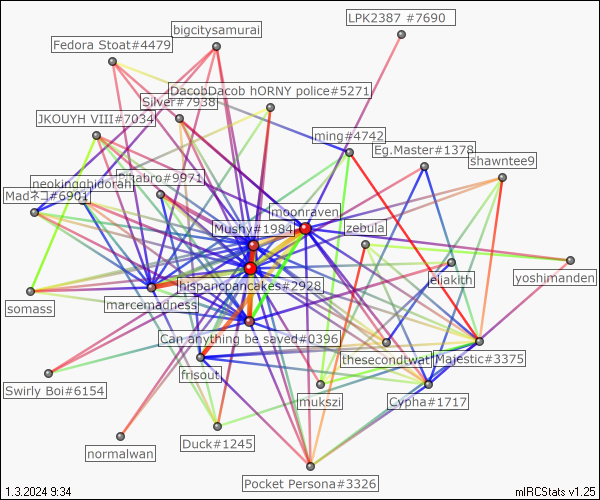 LPK2387 #7690
bigcitysamurai
Fedora Stoat#4479
DacobDacob hORNY police#5271
Silver#7938
JKOUYH VIII#7034
ming#4742
Eg.Master#1378
shawntee9
#9971
neokingghidorah
Madネコ#6901
moonraven
Mushy#1984
zebula
eliakith
yoshimanden
hispancpancakes#2928
marcemadness
somass
Can anything be saved#0396
thesecondtwat
Majestic#3375
frisout
Swirly Boi#6154
imukszi
Cypha#1717
Duck#1245
normalwan
Pocket Persona#3326
1.3.2024 9:34
mIRCStats v1.25